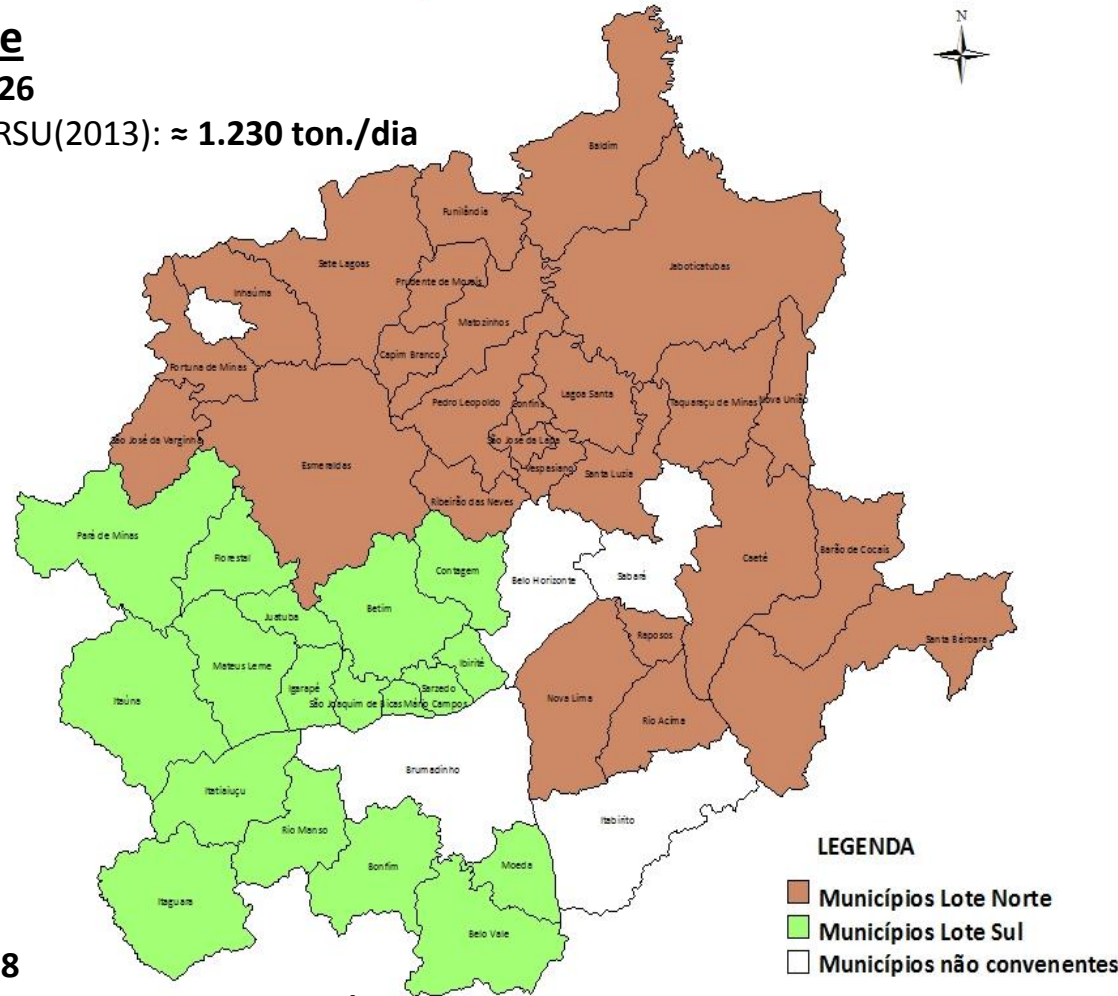 e
26
RSU(2013): ≈ 1.230 ton./dia
N
Baldim
Funilândia
Sete Lagoas
Jaboticatubas
Prudente de Morais
Inhaúma
Matozinhos
Capim Branco
Fortuna de Minas
Lagoa Santa
Pedro Leopoldo
Confins
Taquaraçu de Minas
Nova União
São José da Varginha
São José da Lapa
Esmeraldas
Vespasiano
Santa Luzia
Ribeirão das Neves
Pará de Minas
Florestal
Contagem
Belo Horizonte
Sabará
Caeté
Barão de Cocais
Juatuba
Betim
Raposos
Santa Bárbara
Mateus Leme
Ibirité
Igarapé
Sarzedo
Itaúna
São Joaquim de Bicas
Mário Campos
Nova Lima
Rio Acima
Brumadinho
Itatiaiuçu
Itabirito
Rio Manso
Bonfim
Moeda
Itaguara
Belo Vale
LEGENDA
Municípios Lote Norte
Municípios Lote Sul
Municípios não convenentes
8